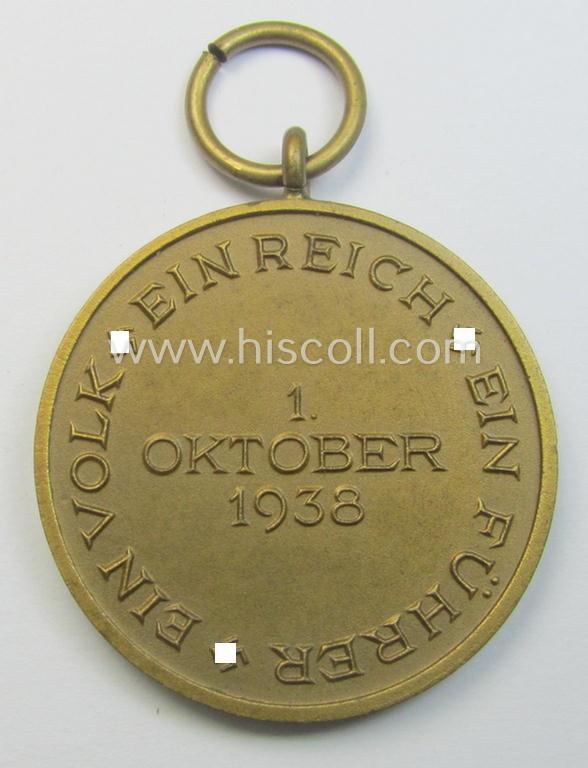 EIN VOLK EIN REICH EIN FÜHRER
1.
OKTOBER
1938
www.hiscoll.com